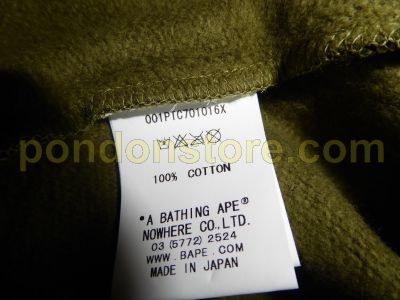 001PTC701016X
pondonstore.com
100% COTTON
*A BATHING APE®
NOWHERE CO.,LTD.
03 (5772) 2524
WWW.BAPE.COM
MADE IN JAPAN